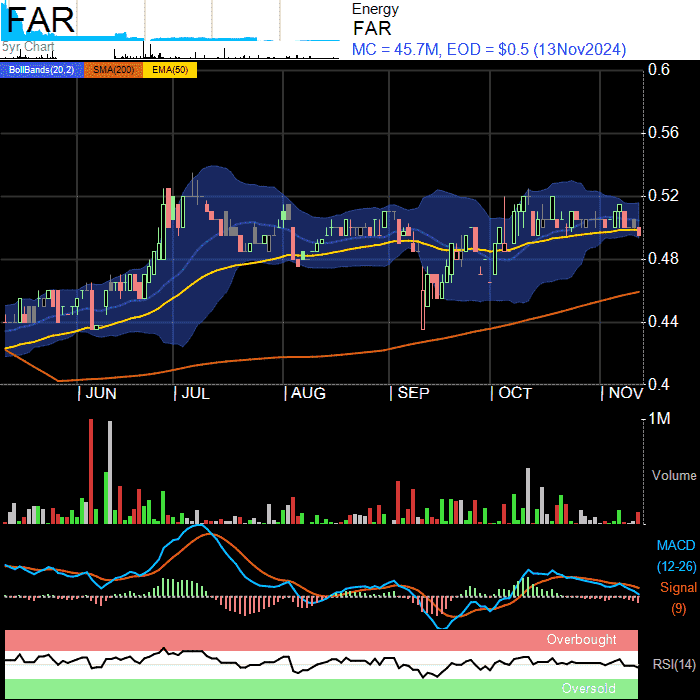 FAR
5yr Chart
Energy
FAR
MC = 45.7M, EOD = $0.5 (13Nov2024)
BollBands(20,2) SMA(200) EMA(50)
0.6
0.56
0.52
0.48
0.44
0.4
JUN JUL AUG SEP OCT NOV
1M
Volume
MACD
(12-26)
Signal
(9)
Overbought
RSI(14)
Oversold